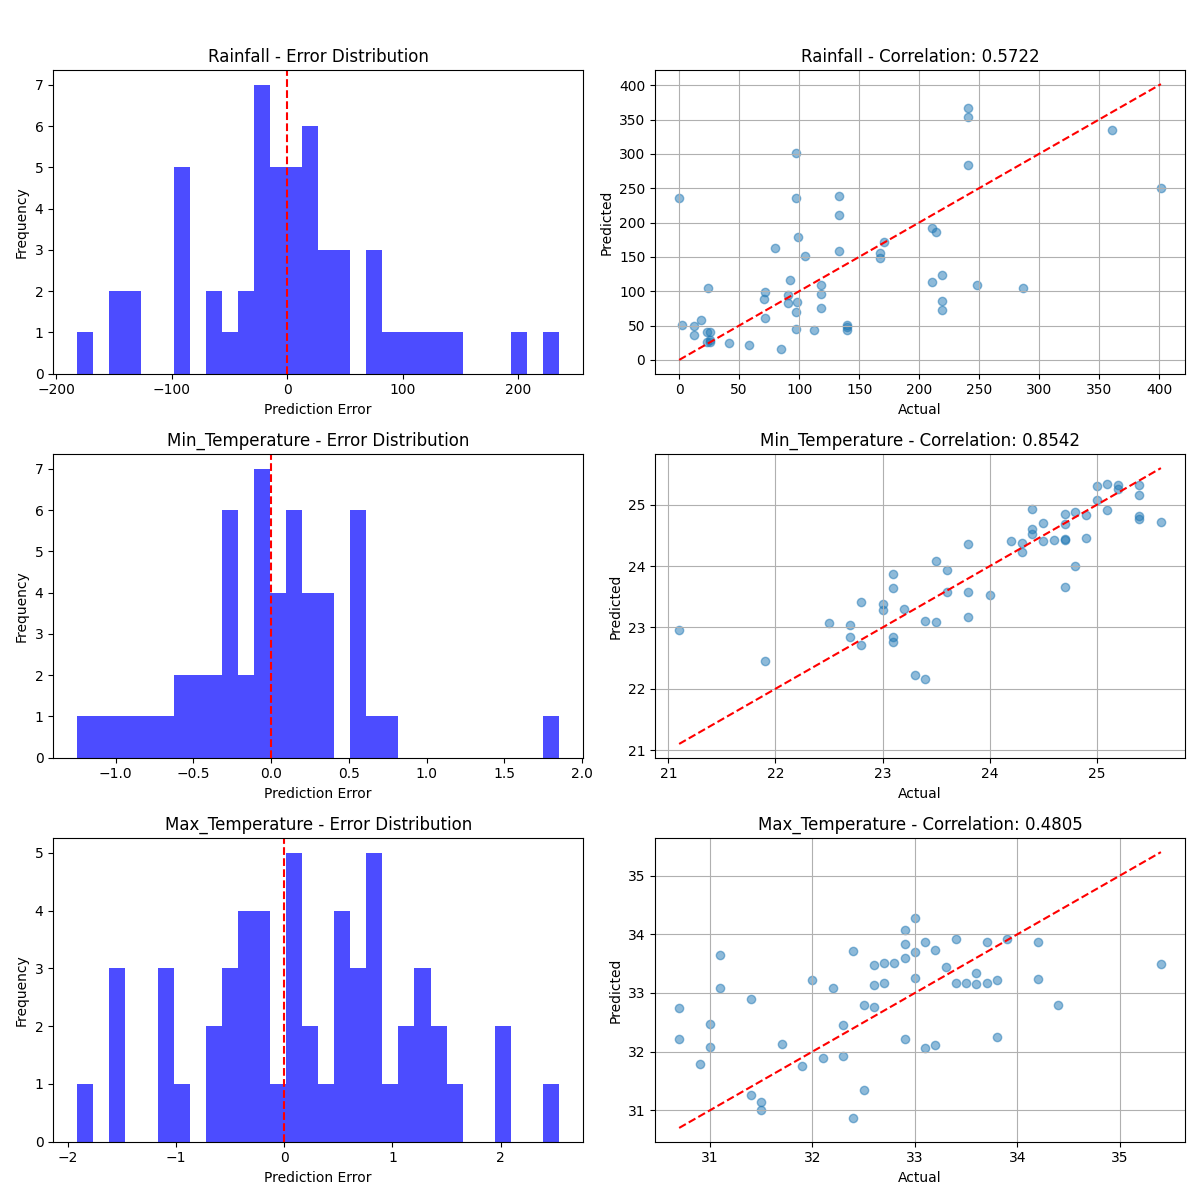 Rainfall - Error Distribution
Frequency
7
6
5
4
3
2
1
0
−200 −100 0 100 200
Prediction Error
Rainfall - Correlation: 0.5722
Predicted
400
350
300
250
200
150
100
50
0
0 50 100 150 200 250 300 350 400
Actual
Min_Temperature - Error Distribution
Frequency
7
6
5
4
3
2
1
0
−1.0 −0.5 0.0 0.5 1.0 1.5 2.0
Prediction Error
Min_Temperature - Correlation: 0.8542
Predicted
25
24
23
22
21
21 22 23 24 25
Actual
Max_Temperature - Error Distribution
Frequency
5
4
3
2
1
0
−2 −1 0 1 2
Prediction Error
Max_Temperature - Correlation: 0.4805
Predicted
35
34
33
32
31
31 32 33 34 35
Actual